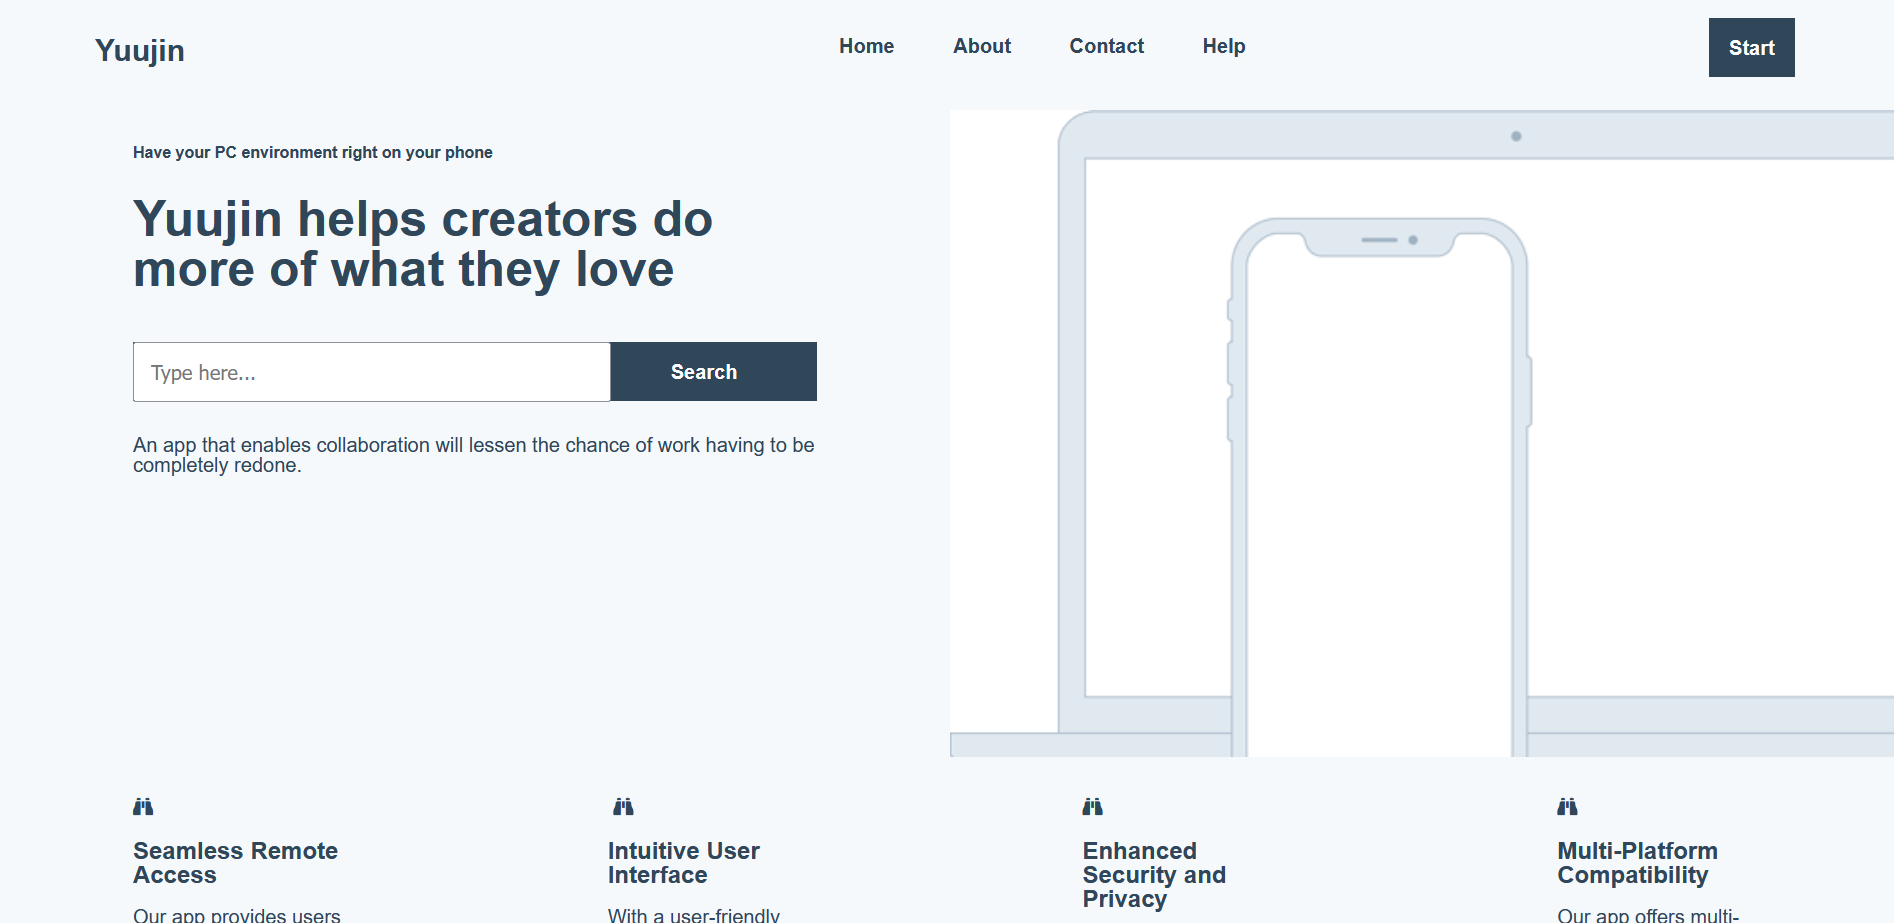 Yuujin
Home About Contact Help
Start
Have your PC environment right on your phone
Yuujin helps creators do
more of what they love
Type here...
Search
An app that enables collaboration will lessen the chance of work having to be
completely redone.
Seamless Remote
Access
Our app provides users
Intuitive User
Interface
With a user-friendly
Enhanced
Security and
Privacy
Multi-Platform
Compatibility
Our app offers multi-